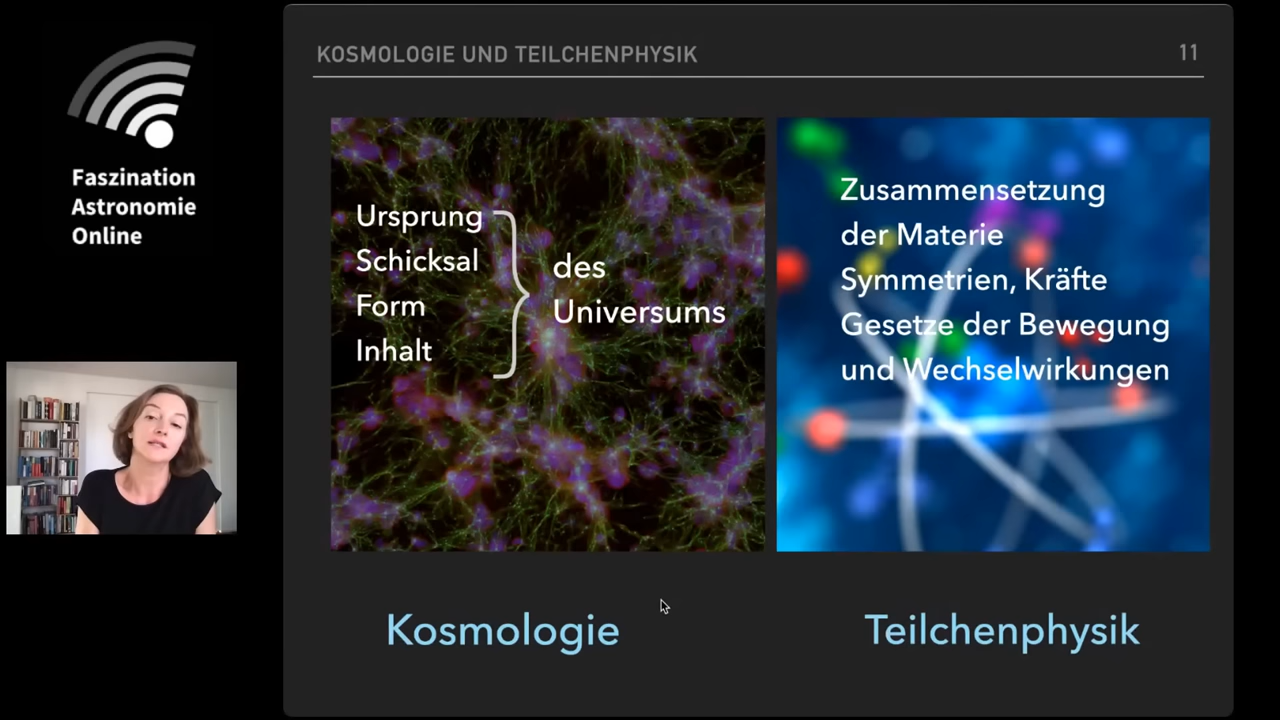 Faszination
Astronomie
Online
KOSMOLOGIE UND TEILCHENPHYSIK
11
Ursprung
Schicksal
Form
Inhalt
des
Universums
Zusammensetzung
der Materie
Symmetrien, Kräfte
Gesetze der Bewegung
und Wechselwirkungen
Kosmologie
Teilchenphysik